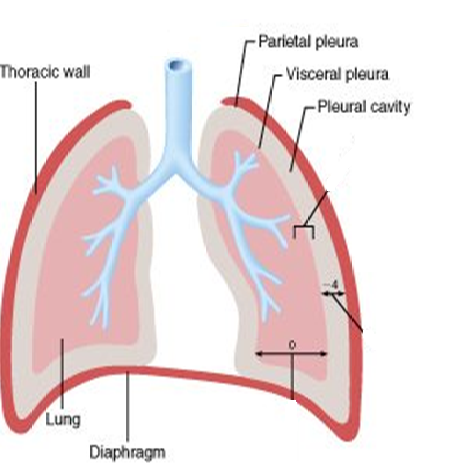 Parietal pleura
Thoracic wall
Visceral pleura
Pleural cavity
–4
0
Lung
Diaphragm